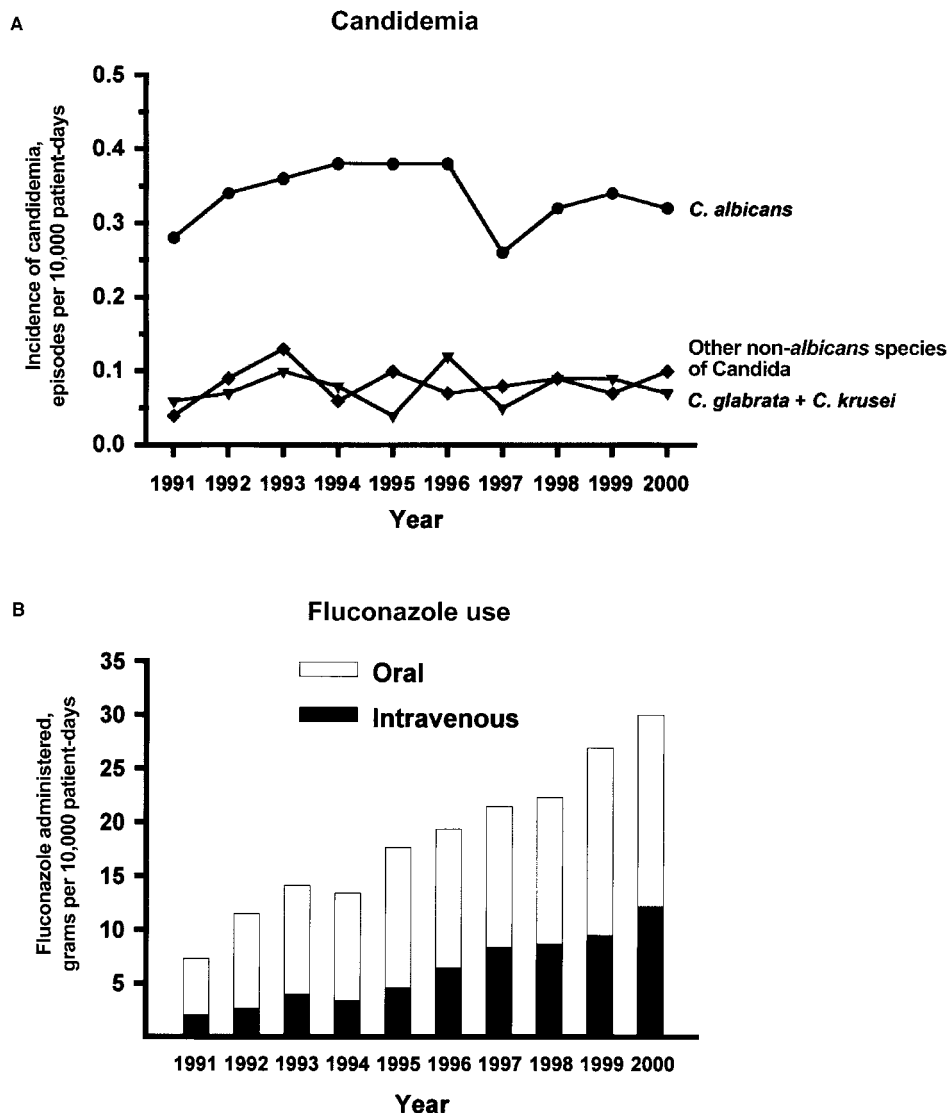 A
Candidemia
Incidence of candidemia,
episodes per 10,000 patient-days
0.5
0.4
0.3
0.2
0.1
0.0
C. albicans
Other non-albicans species
of Candida
C. glabrata + C. krusei
1991 1992 1993 1994 1995 1996 1997 1998 1999 2000
Year
B
Fluconazole use
Fluconazole administered,
grams per 10,000 patient-days
35
30
25
20
15
10
5
Oral
Intravenous
1991 1992 1993 1994 1995 1996 1997 1998 1999 2000
Year